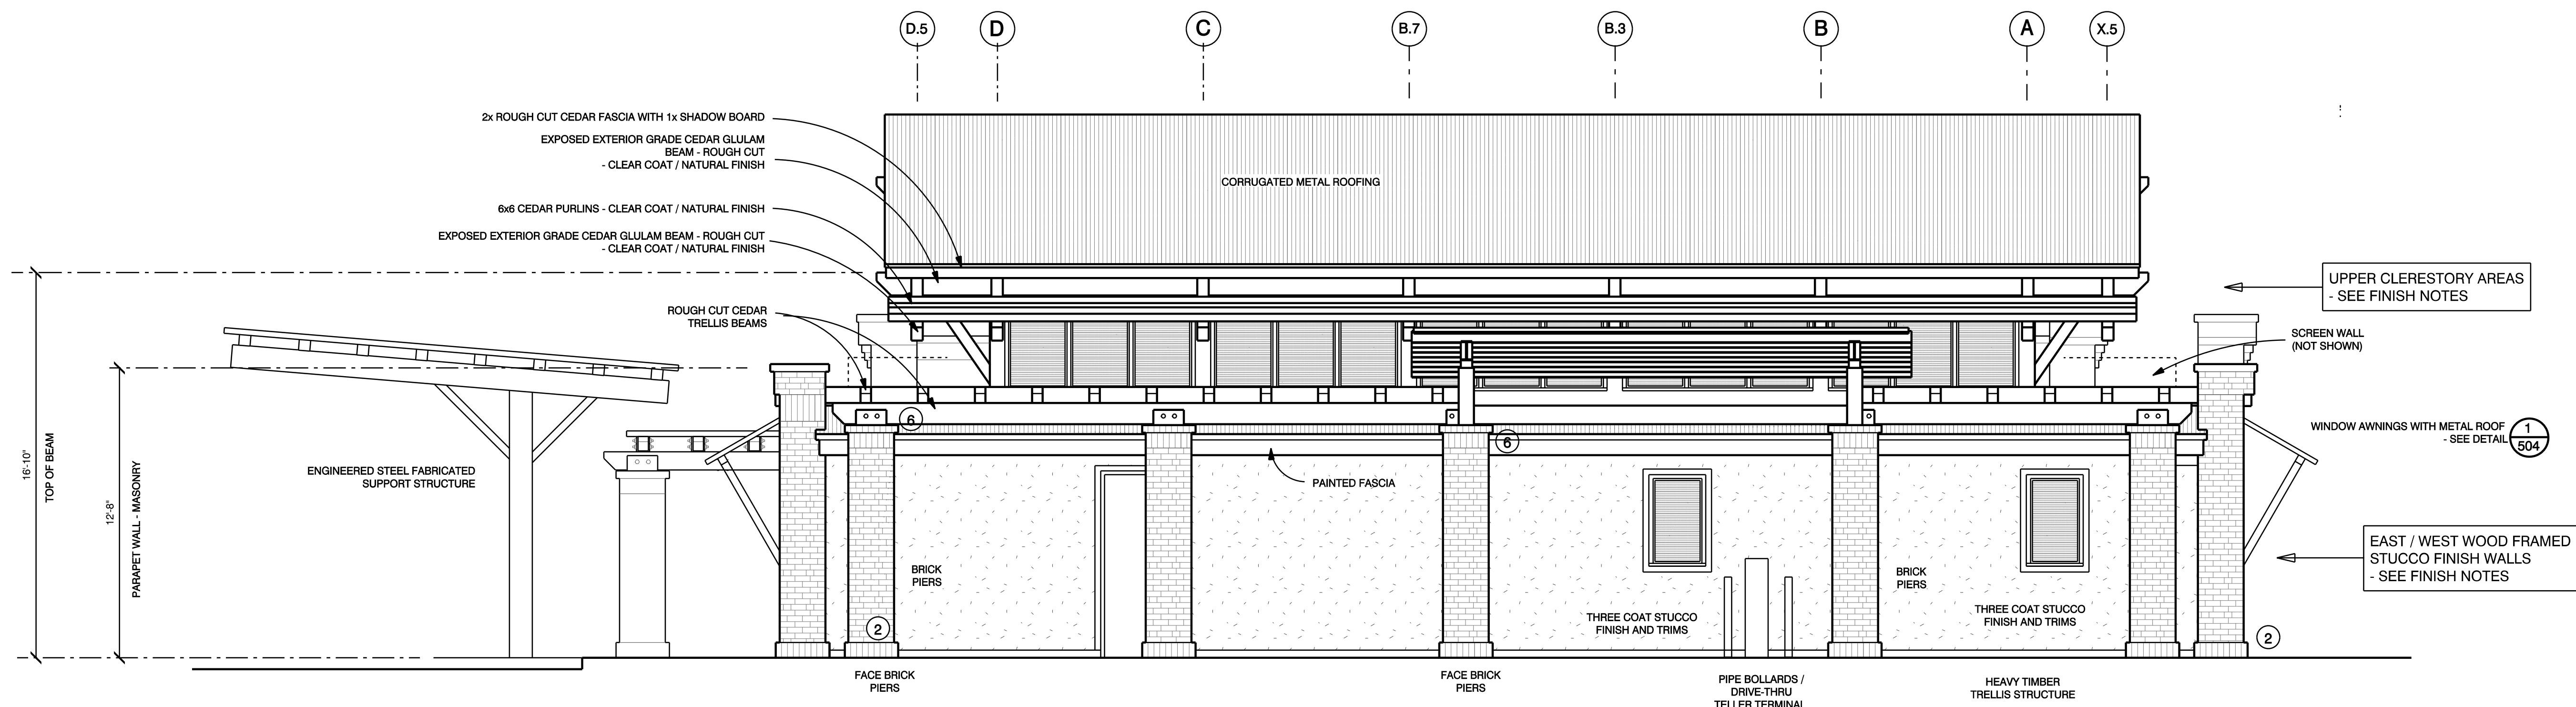 D.5
D
C
B.7
B.3
B
A
X.5
2x ROUGH CUT CEDAR FASCIA WITH 1x SHADOW BOARD
EXPOSED EXTERIOR GRADE CEDAR GLULAM
BEAM - ROUGH CUT
- CLEAR COAT / NATURAL FINISH
CORRUGATED METAL ROOFING
6x6 CEDAR PURLINS - CLEAR COAT / NATURAL FINISH
EXPOSED EXTERIOR GRADE CEDAR GLULAM BEAM - ROUGH CUT
- CLEAR COAT / NATURAL FINISH
UPPER CLERESTORY AREAS
- SEE FINISH NOTES
ROUGH CUT CEDAR
TRELLIS BEAMS
SCREEN WALL
(NOT SHOWN)
16'-10"
TOP OF BEAM
12'-8"
PARAPET WALL - MASONRY
6
6
WINDOW AWNINGS WITH METAL ROOF
- SEE DETAIL
1
504
ENGINEERED STEEL FABRICATED
SUPPORT STRUCTURE
PAINTED FASCIA
BRICK
PIERS
BRICK
PIERS
EAST / WEST WOOD FRAMED
STUCCO FINISH WALLS
- SEE FINISH NOTES
THREE COAT STUCCO
FINISH AND TRIMS
THREE COAT STUCCO
FINISH AND TRIMS
2
2
FACE BRICK
PIERS
FACE BRICK
PIERS
PIPE BOLLARDS /
DRIVE-THRU
TELLER TERMINAL
HEAVY TIMBER
TRELLIS STRUCTURE